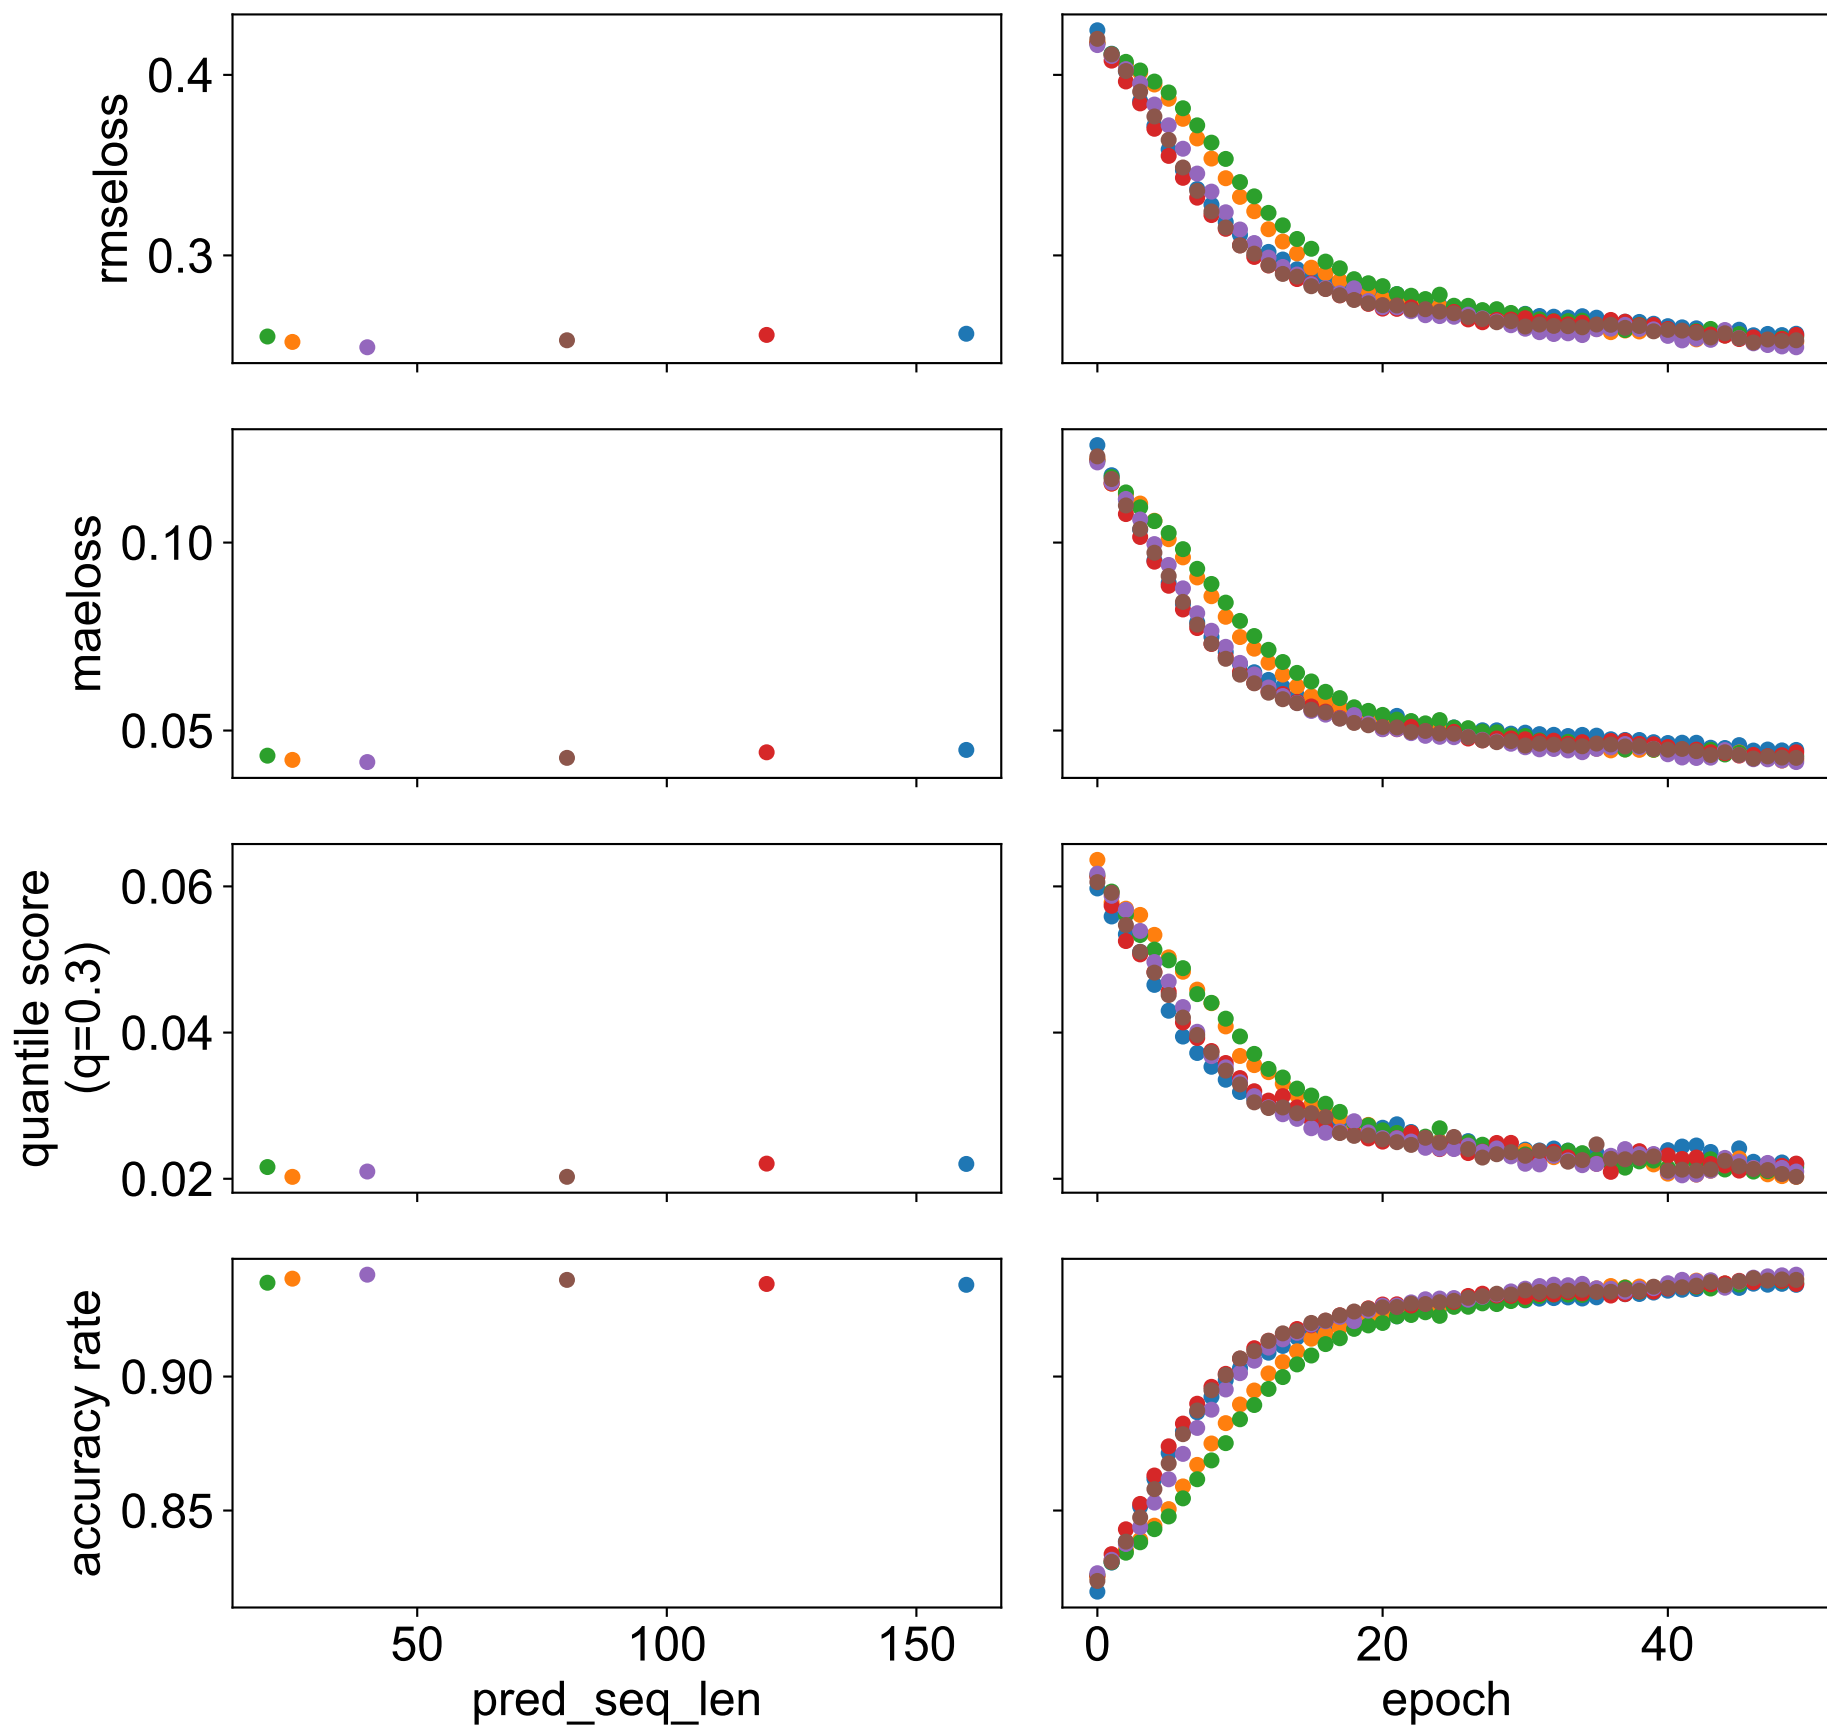 rmseloss
0.4
0.3
maeloss
0.10
0.05
quantile score
(q=0.3)
0.06
0.04
0.02
accuracy rate
0.90
0.85
50 100 150
pred_seq_len
0 20 40
epoch